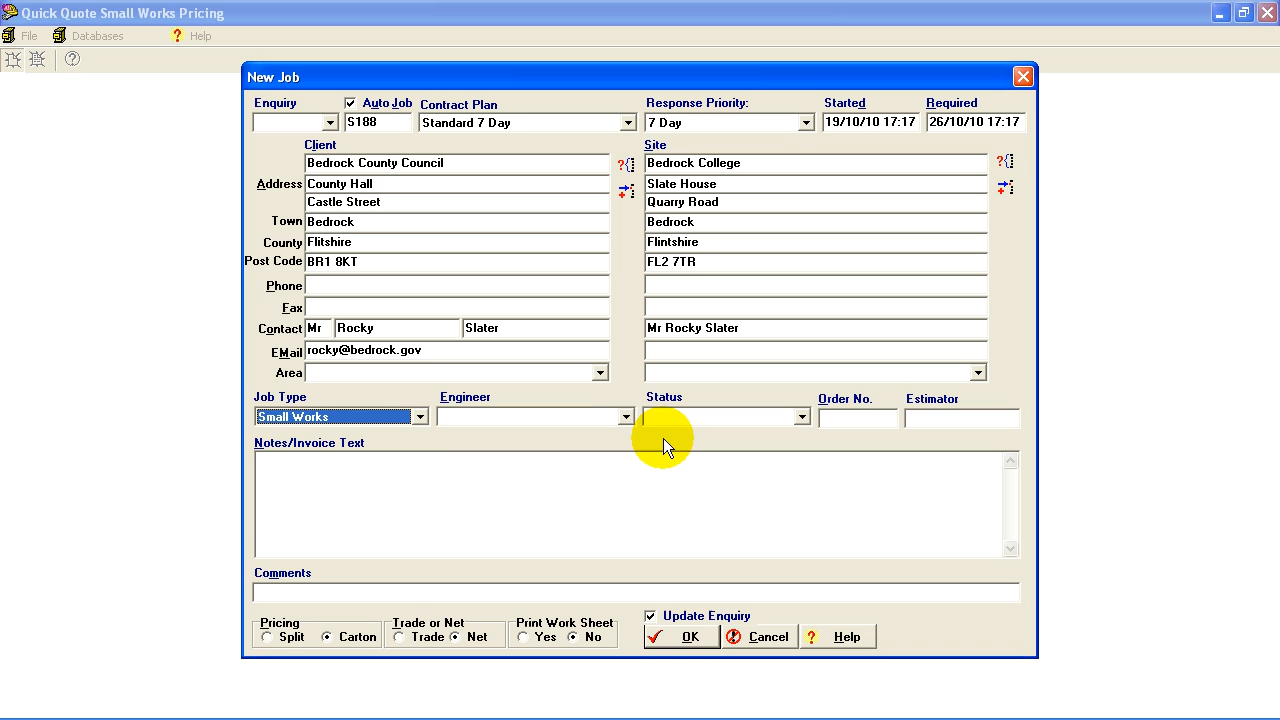 Quick Quote Small Works Pricing
File Databases ? Help
New Job
Enquiry Auto Job Contract Plan Response Priority: Started Required
S188 Standard 7 Day 7 Day 19/10/10 17:17 26/10/10 17:17
Client Site
Bedrock County Council Bedrock College
Address County Hall Slate House
Castle Street Quarry Road
Town Bedrock Bedrock
County Flitshire Flintshire
Post Code BR1 8KT FL2 7TR
Phone
Fax
Contact Mr Rocky Slater Mr Rocky Slater
EMail rocky@bedrock.gov
Area
Job Type Engineer Status Order No. Estimator
Small Works
Notes/Invoice Text
Comments
Pricing Trade or Net Print Work Sheet Update Enquiry
Split Carton Trade Net Yes No OK Cancel ? Help